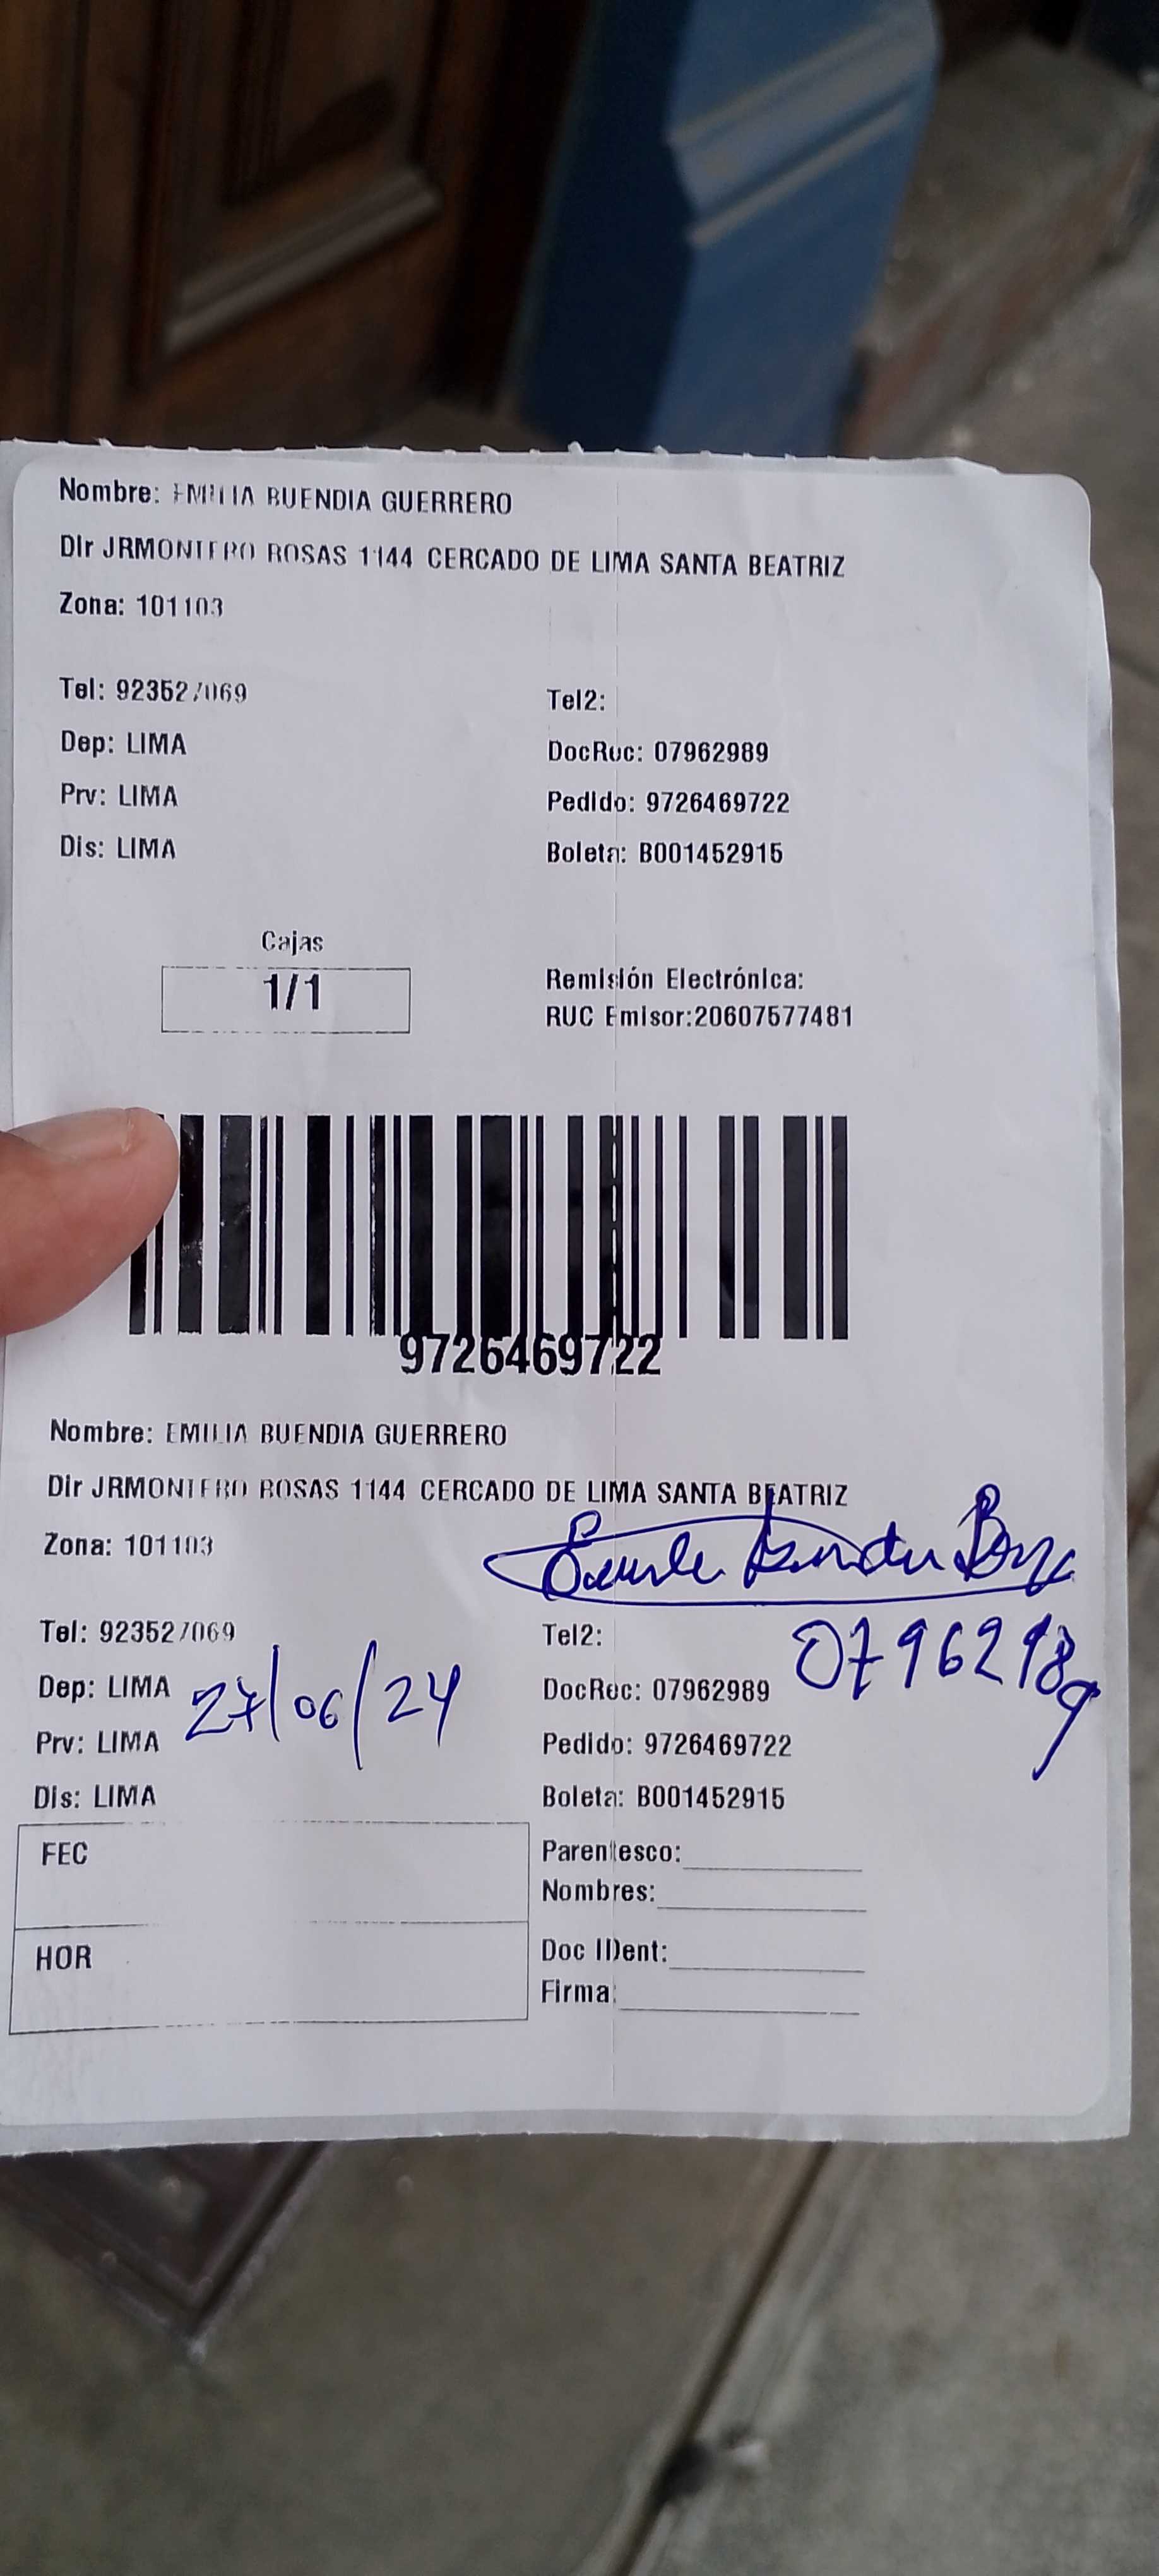 Nombre: EMILIA BUENDIA GUERRERO
Dir JRMONTERO ROSAS 1144 CERCADO DE LIMA SANTA BEATRIZ
Zona: 101103
Tel: 923527069 Tel2:
Dep: LIMA DocRec: 07962989
Prv: LIMA Pedido: 9726469722
Dis: LIMA Boleta: B001452915
Cajas
1/1
Remisión Electrónica:
RUC Emisor:20607577481
9726469722
Nombre: EMILIA BUENDIA GUERRERO
Dir JRMONTERO ROSAS 1144 CERCADO DE LIMA SANTA BEATRIZ
Zona: 101103
Tel: 923527069 Tel2:
Dep: LIMA 27/06/24 DocRec: 07962989
Prv: LIMA Pedido: 9726469722
Dis: LIMA Boleta: B001452915
FEC Parentesco:
Nombres:
HOR Doc IDent:
Firma: